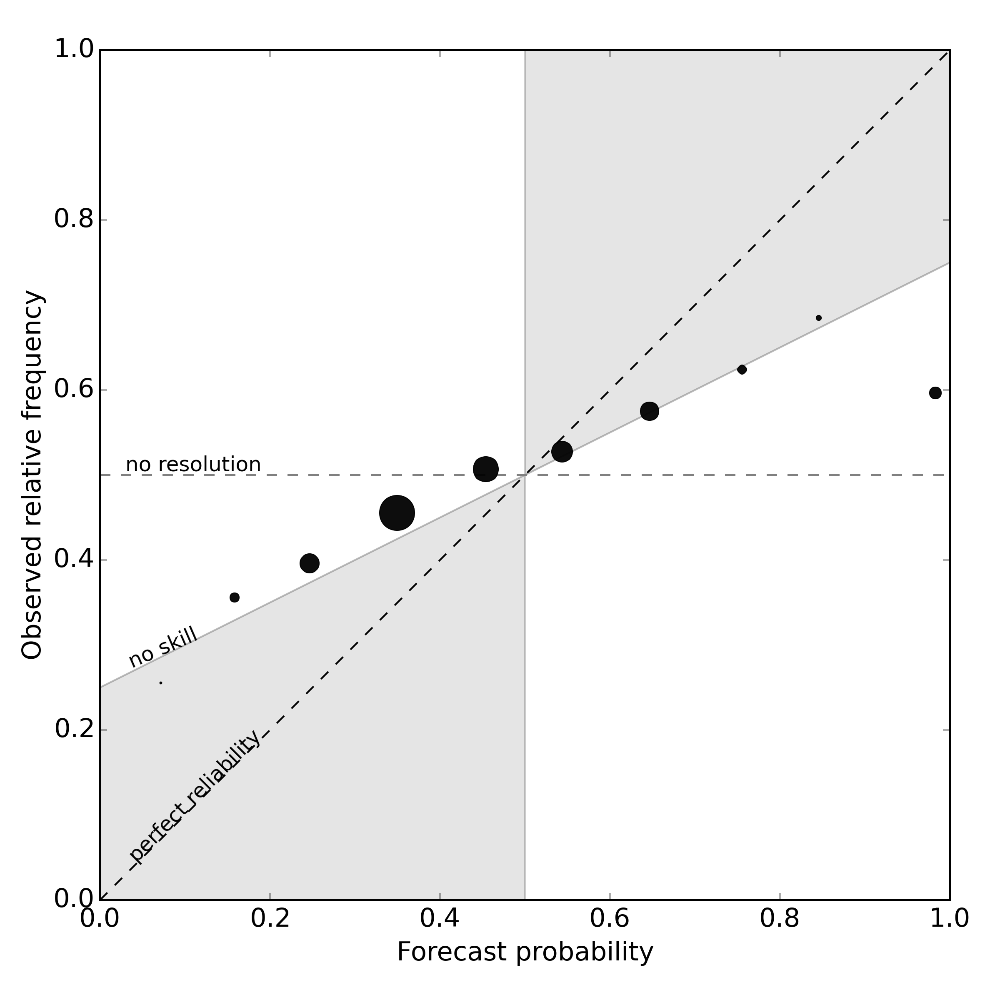 1.0
0.8
0.6
0.4
0.2
0.0
Observed relative frequency
no resolution
no skill
perfect reliability
0.0 0.2 0.4 0.6 0.8 1.0
Forecast probability